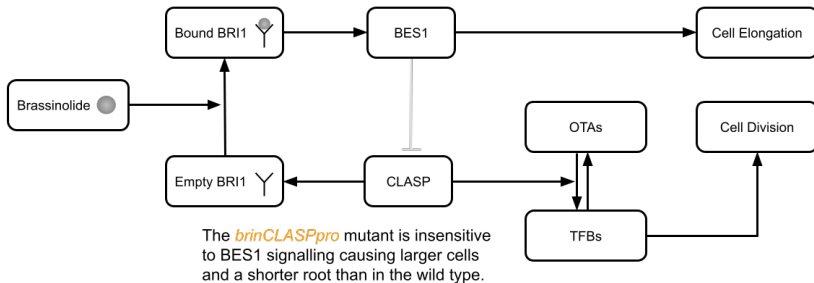 Bound BRI1
BES1
Cell Elongation
Brassinolide
OTAs
Cell Division
Empty BRI1
CLASP
TFBs
The brinCLASPpro mutant is insensitive
to BES1 signalling causing larger cells
and a shorter root than in the wild type.